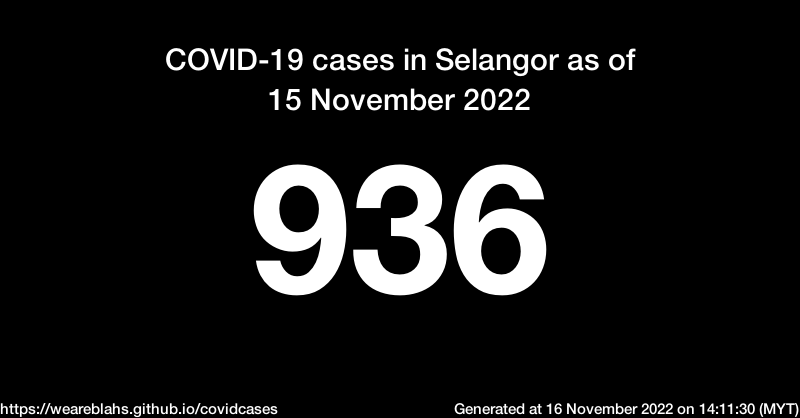 COVID-19 cases in Selangor as of
15 November 2022
936
https://weareblahs.github.io/covidcases
Generated at 16 November 2022 on 14:11:30 (MYT)